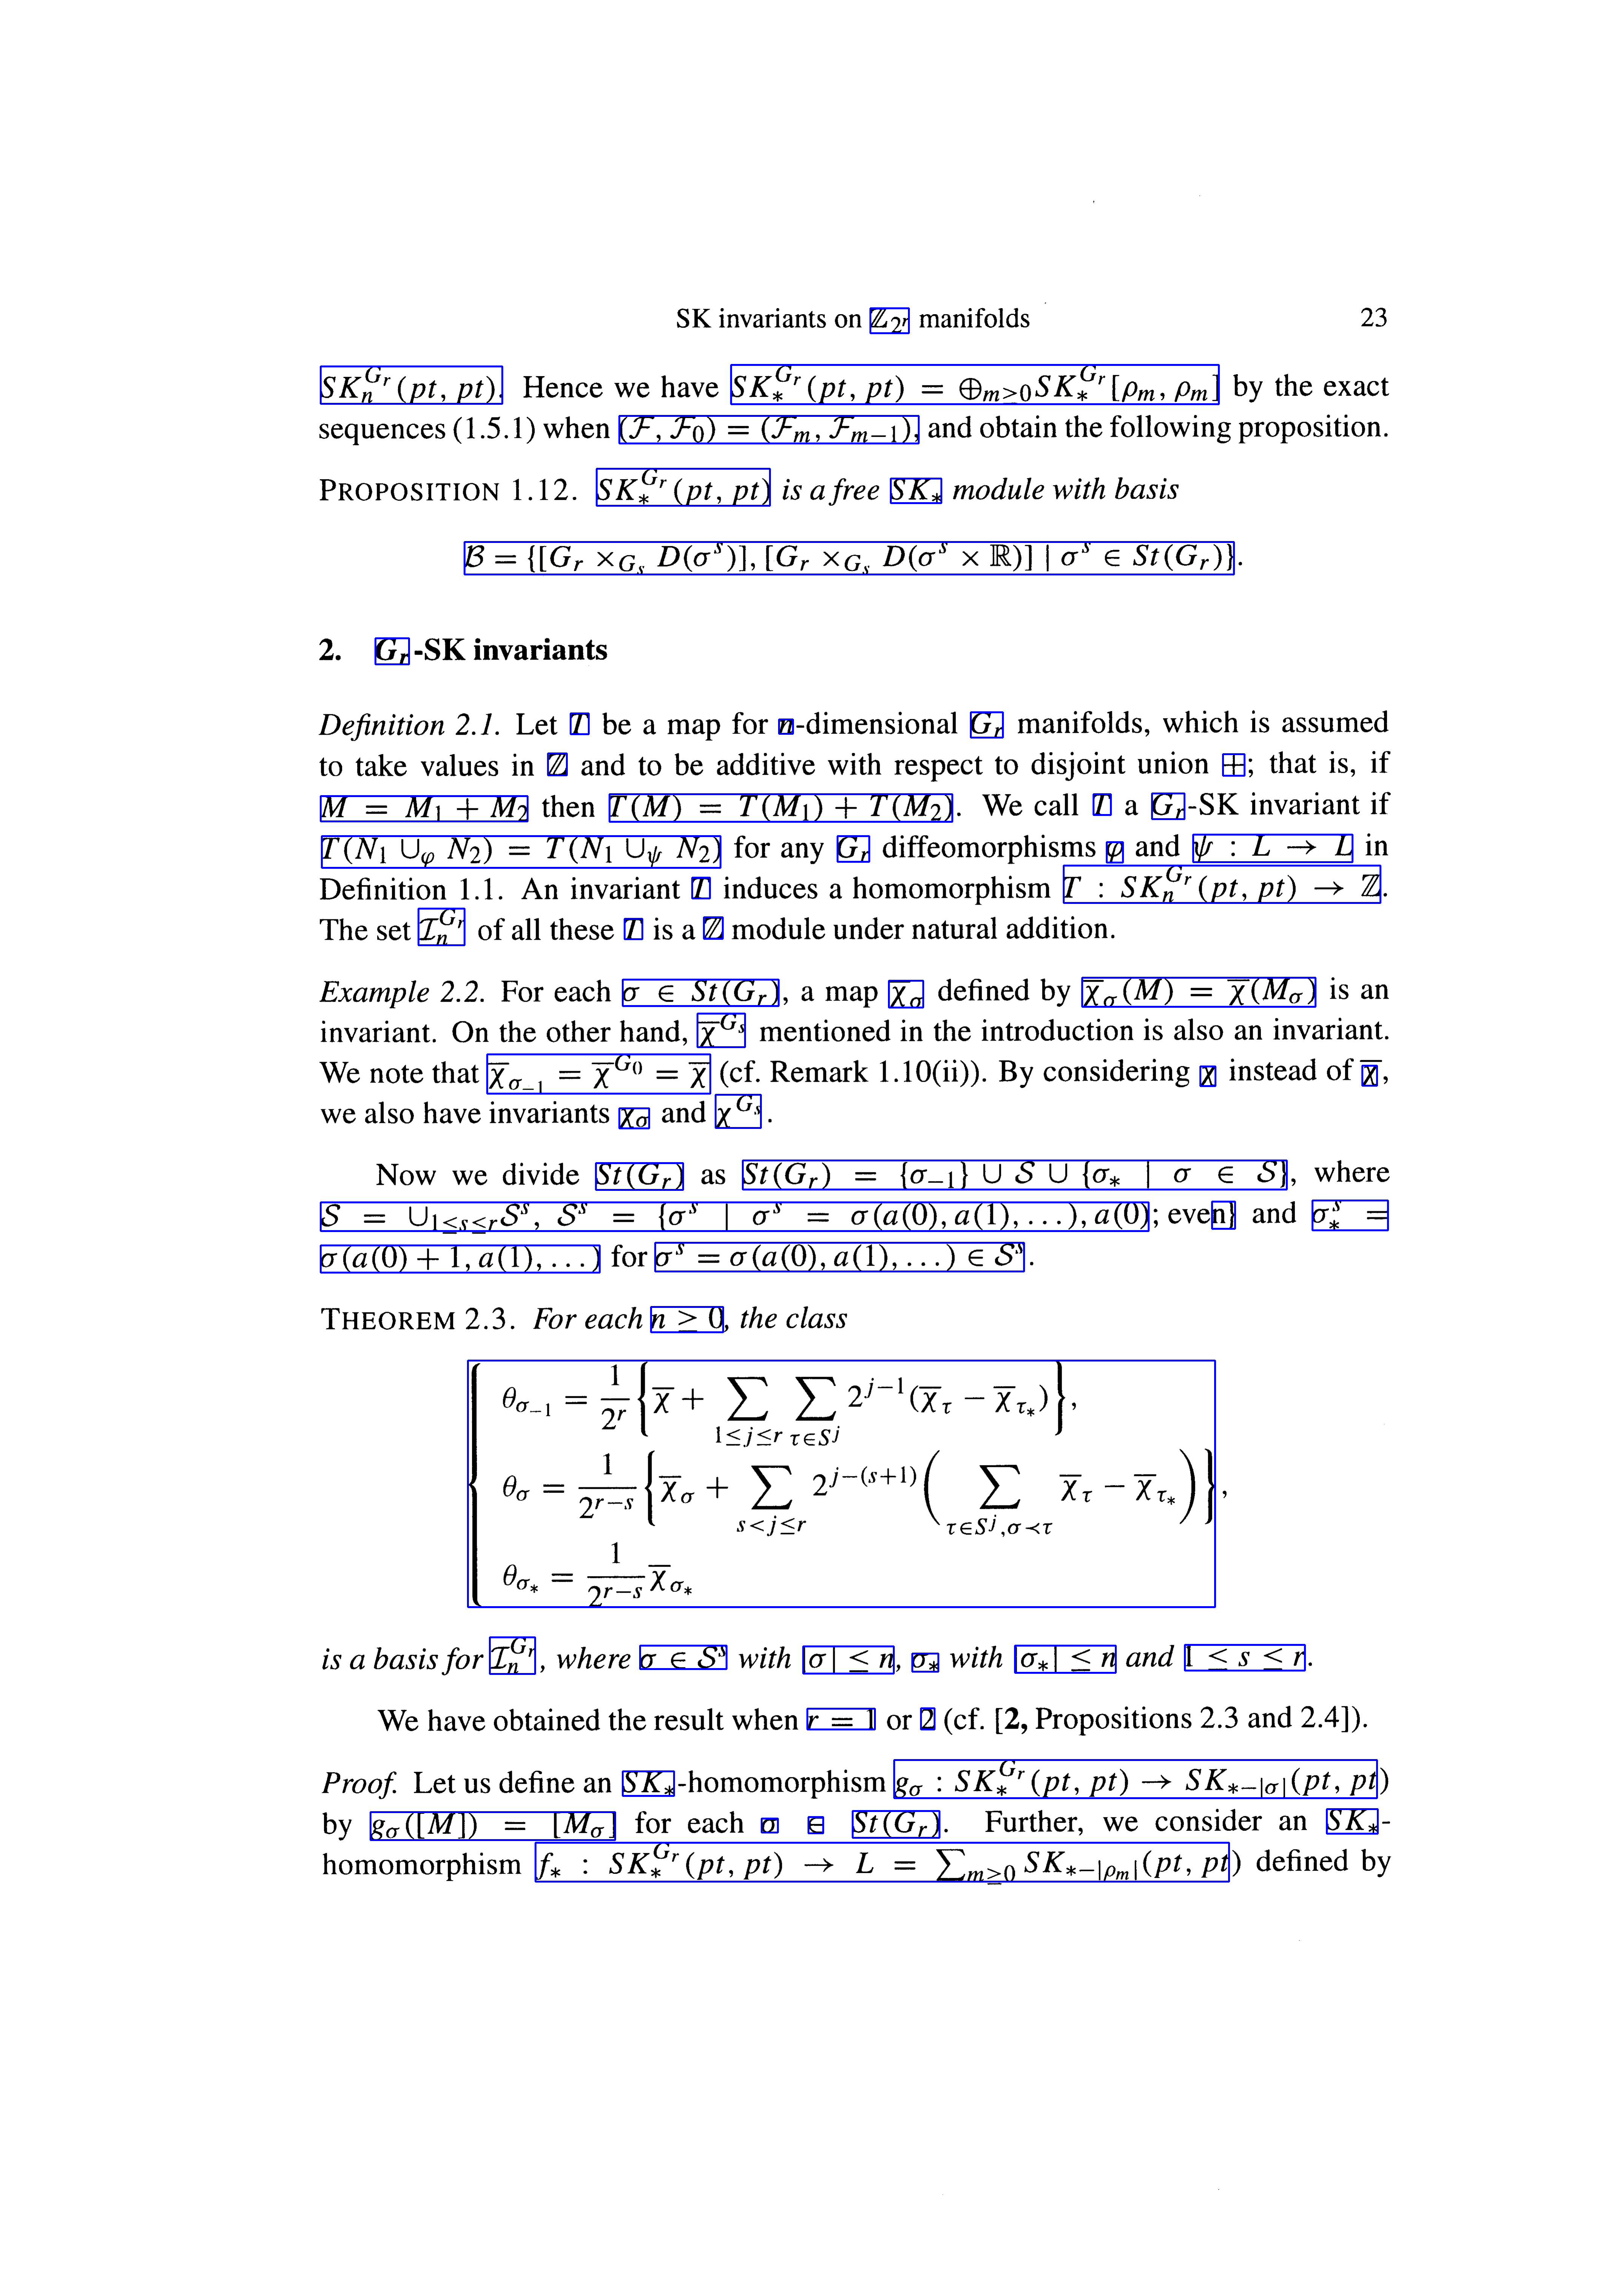 SK invariants on $\mathbb{Z}_{2^r}$ manifolds 23
$SK_n^{G_r}(pt, pt)$. Hence we have $SK_*^{G_r}(pt, pt) = \oplus_{m \geq 0} SK_*^{G_r}[\rho_m, \rho_m]$ by the exact
sequences (1.5.1) when $(\mathcal{F}, \mathcal{F}_0) = (\mathcal{F}_m, \mathcal{F}_{m-1})$, and obtain the following proposition.
PROPOSITION 1.12. $SK_*^{G_r}(pt, pt)$ is a free $SK_*$ module with basis
$\mathcal{B} = \{[G_r \times_{G_s} D(\sigma^s)], [G_r \times_{G_s} D(\sigma^s \times \mathbb{R})] \mid \sigma^s \in St(G_r)\}$.
2. $G_r$-SK invariants
Definition 2.1. Let $T$ be a map for $n$-dimensional $G_r$ manifolds, which is assumed
to take values in $\mathbb{Z}$ and to be additive with respect to disjoint union $+$; that is, if
$M = M_1 + M_2$ then $T(M) = T(M_1) + T(M_2)$. We call $T$ a $G_r$-SK invariant if
$T(N_1 \cup_\varphi N_2) = T(N_1 \cup_\psi N_2)$ for any $G_r$ diffeomorphisms $\varphi$ and $\psi : L \to L$ in
Definition 1.1. An invariant $T$ induces a homomorphism $T : SK_n^{G_r}(pt, pt) \to \mathbb{Z}$.
The set $\mathcal{I}_n^{G_r}$ of all these $T$ is a $\mathbb{Z}$ module under natural addition.
Example 2.2. For each $\sigma \in St(G_r)$, a map $\overline{\chi}_\sigma$ defined by $\overline{\chi}_\sigma(M) = \overline{\chi}(M_\sigma)$ is an
invariant. On the other hand, $\overline{\chi}^{G_s}$ mentioned in the introduction is also an invariant.
We note that $\overline{\chi}_{\sigma_{-1}} = \overline{\chi}^{G_0} = \overline{\chi}$ (cf. Remark 1.10(ii)). By considering $\chi$ instead of $\overline{\chi}$,
we also have invariants $\chi_\sigma$ and $\chi^{G_s}$.
Now we divide $St(G_r)$ as $St(G_r) = \{\sigma_{-1}\} \cup \mathcal{S} \cup \{\sigma_* \mid \sigma \in \mathcal{S}\}$, where
$\mathcal{S} = \cup_{1 \leq s \leq r} \mathcal{S}^s$, $\mathcal{S}^s = \{\sigma^s \mid \sigma^s = \sigma(a(0), a(1), \ldots), a(0)$; even$\}$ and $\sigma_*^s =$
$\sigma(a(0) + 1, a(1), \ldots)$ for $\sigma^s = \sigma(a(0), a(1), \ldots) \in \mathcal{S}^s$.
THEOREM 2.3. For each $n \geq 0$, the class
$\theta_{\sigma_{-1}} = \frac{1}{2^r} \left\{ \overline{\chi} + \sum_{1 \leq j \leq r} \sum_{\tau \in S^j} 2^{j-1} (\overline{\chi}_\tau - \overline{\chi}_{\tau_*}) \right\},$
$\theta_\sigma = \frac{1}{2^{r-s}} \left\{ \overline{\chi}_\sigma + \sum_{s < j \leq r} 2^{j-(s+1)} \left( \sum_{\tau \in S^j, \sigma \prec \tau} \overline{\chi}_\tau - \overline{\chi}_{\tau_*} \right) \right\},$
$\theta_{\sigma_*} = \frac{1}{2^{r-s}} \overline{\chi}_{\sigma_*}$
is a basis for $\mathcal{I}_n^{G_r}$, where $\sigma \in \mathcal{S}^s$ with $|\sigma| \leq n$, $\sigma_*$ with $|\sigma_*| \leq n$ and $1 \leq s \leq r$.
We have obtained the result when $r = 1$ or $2$ (cf. [2, Propositions 2.3 and 2.4]).
Proof. Let us define an $SK_*$-homomorphism $g_\sigma : SK_*^{G_r}(pt, pt) \to SK_{*-|\sigma|}(pt, pt)$
by $g_\sigma([M]) = [M_\sigma]$ for each $\sigma \in St(G_r)$. Further, we consider an $SK_*$-
homomorphism $f_* : SK_*^{G_r}(pt, pt) \to L = \sum_{m \geq 0} SK_{*-|\rho_m|}(pt, pt)$ defined by